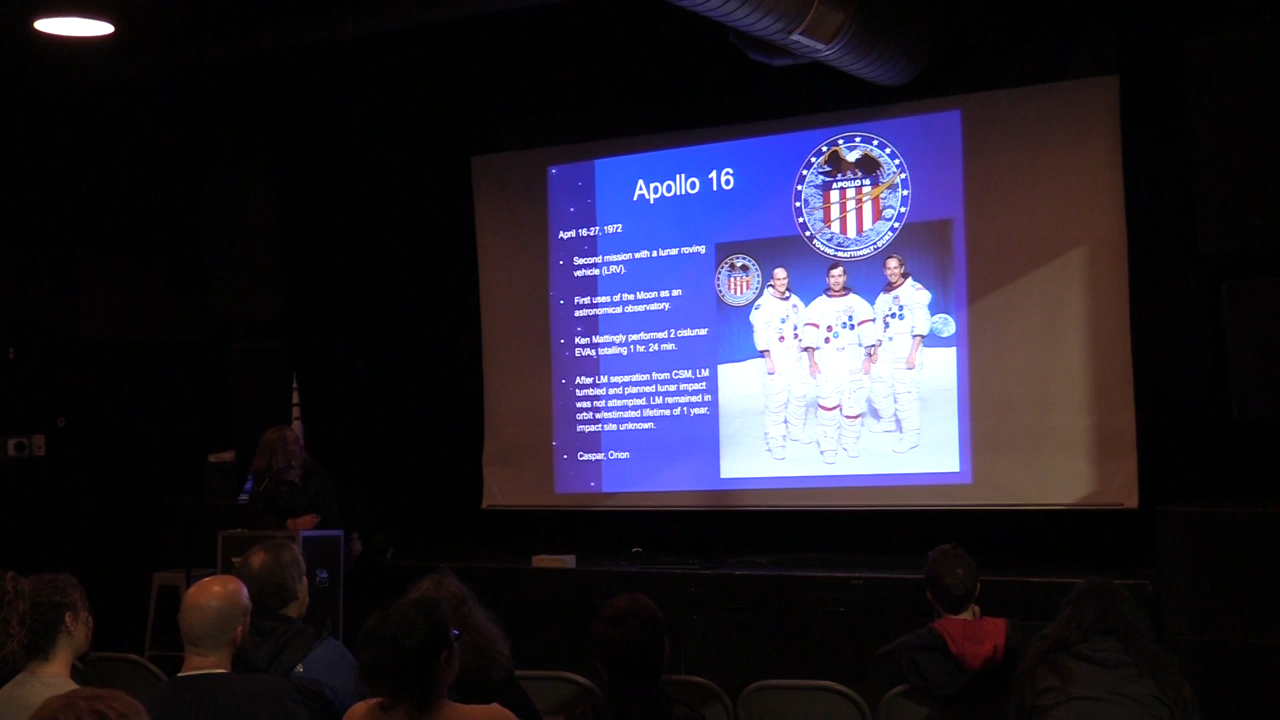 Apollo 16
APOLLO 16
YOUNG•MATTINGLY•DUKE
April 16-27, 1972
• Second mission with a lunar roving
vehicle (LRV).
• First uses of the Moon as an
astronomical observatory.
• Ken Mattingly performed 2 cislunar
EVAs totalling 1 hr. 24 min.
• After LM separation from CSM, LM
tumbled and planned lunar impact
was not attempted. LM remained in
orbit w/estimated lifetime of 1 year,
impact site unknown.
• Caspar, Orion